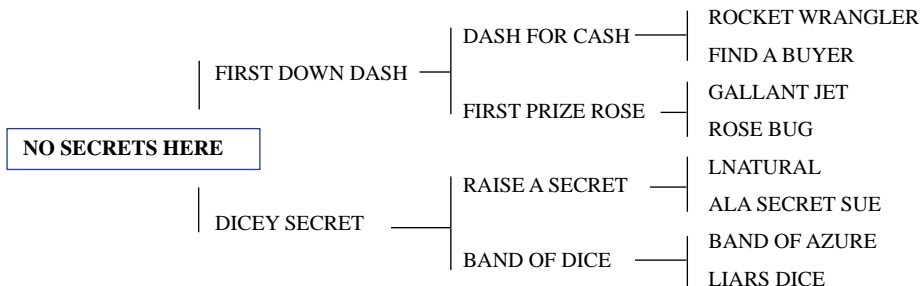 ROCKET WRANGLER
DASH FOR CASH
FIND A BUYER
FIRST DOWN DASH
GALLANT JET
FIRST PRIZE ROSE
ROSE BUG
NO SECRETS HERE
LNATURAL
RAISE A SECRET
ALA SECRET SUE
DICEY SECRET
BAND OF AZURE
BAND OF DICE
LIARS DICE